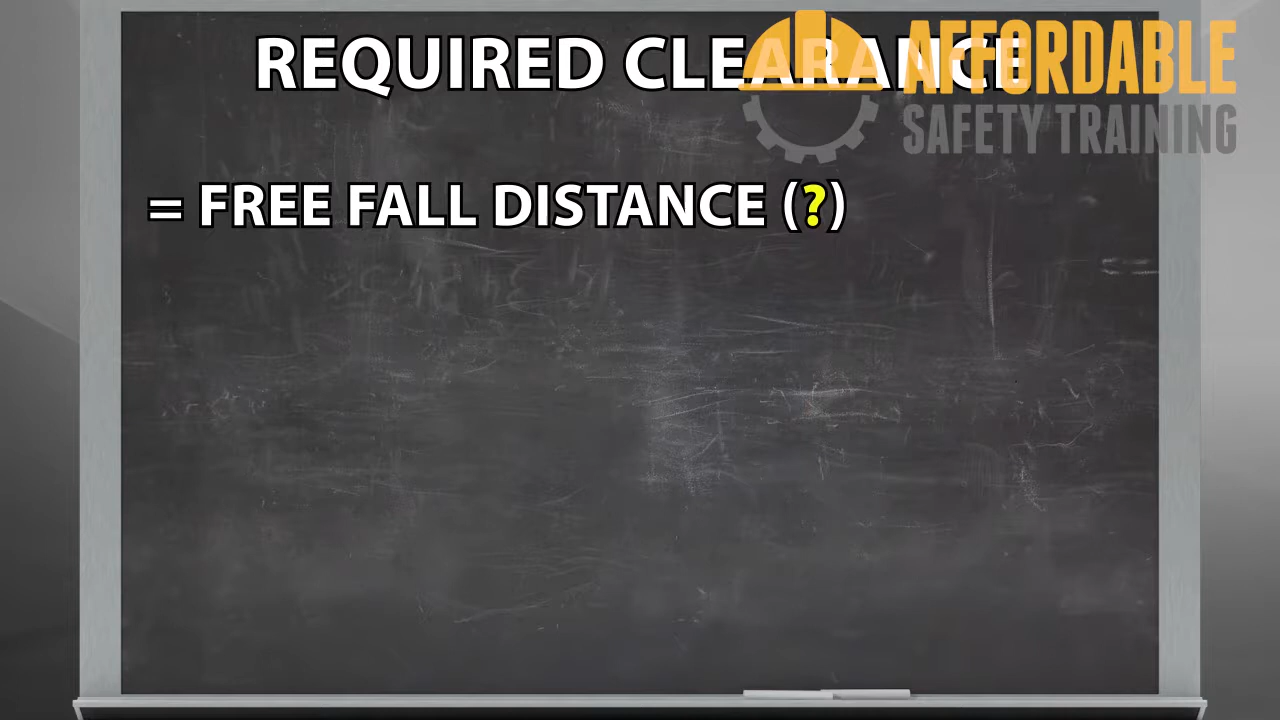 REQUIRED CLEARANCE
AFFORDABLE
SAFETY TRAINING
= FREE FALL DISTANCE (?)